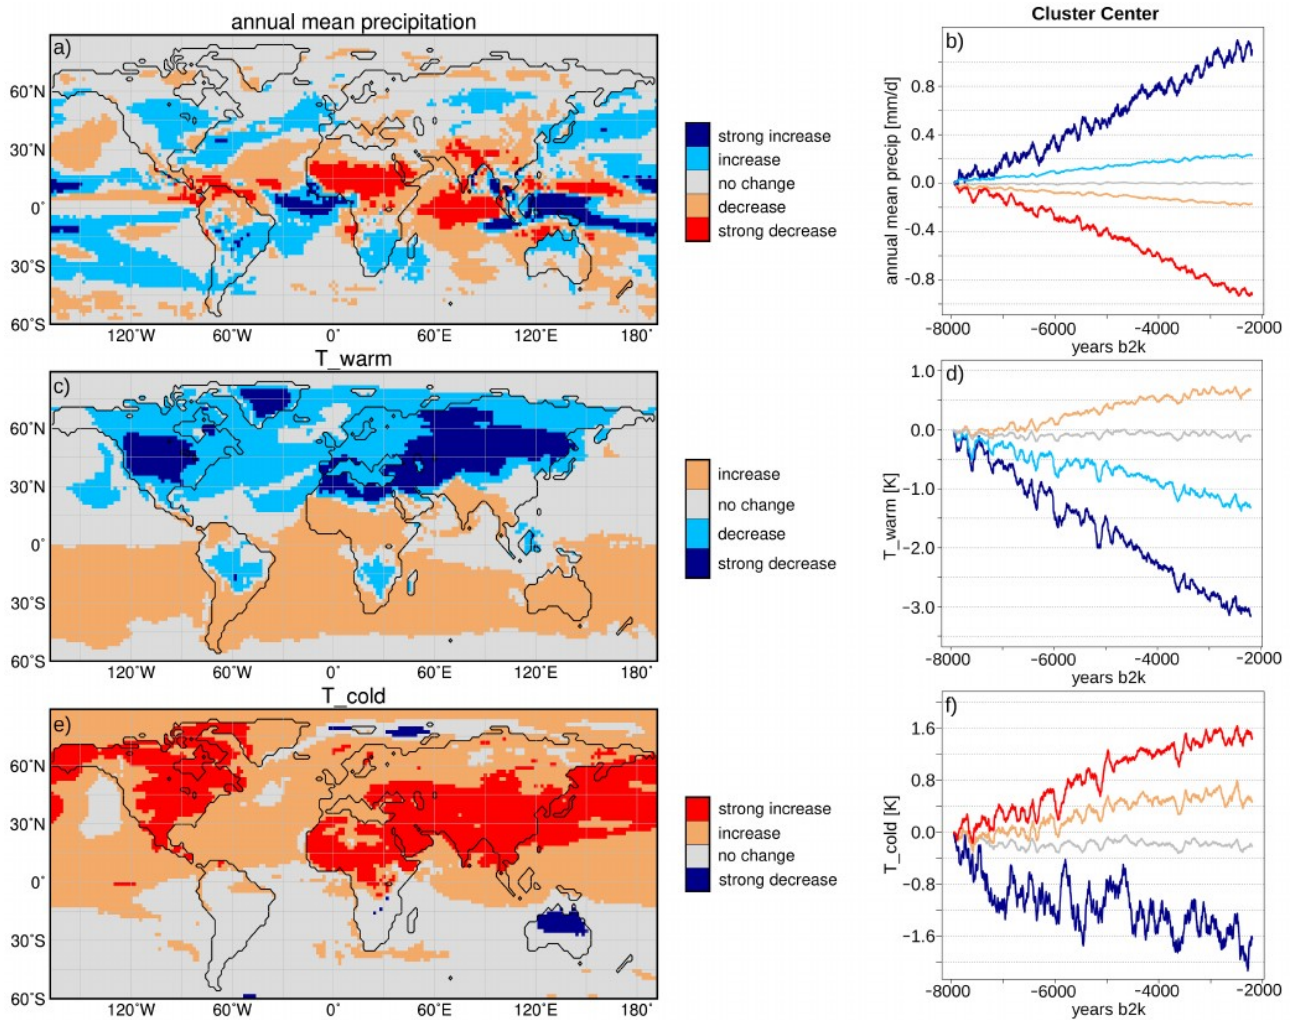 annual mean precipitation
a)
60°N
30°N
0°
30°S
60°S
120°W
60°W
0°
60°E
120°E
180°
strong increase
increase
no change
decrease
strong decrease
Cluster Center
b)
annual mean precip [mm/d]
0.8
0.4
0.0
−0.4
−0.8
−8000
−6000
−4000
−2000
years b2k
T_warm
c)
60°N
30°N
0°
30°S
60°S
120°W
60°W
0°
60°E
120°E
180°
increase
no change
decrease
strong decrease
d)
T_warm [K]
1.0
0.0
−1.0
−2.0
−3.0
−8000
−6000
−4000
−2000
years b2k
T_cold
e)
60°N
30°N
0°
30°S
60°S
120°W
60°W
0°
60°E
120°E
180°
strong increase
increase
no change
strong decrease
f)
T_cold [K]
1.6
0.8
0.0
−0.8
−1.6
−8000
−6000
−4000
−2000
years b2k